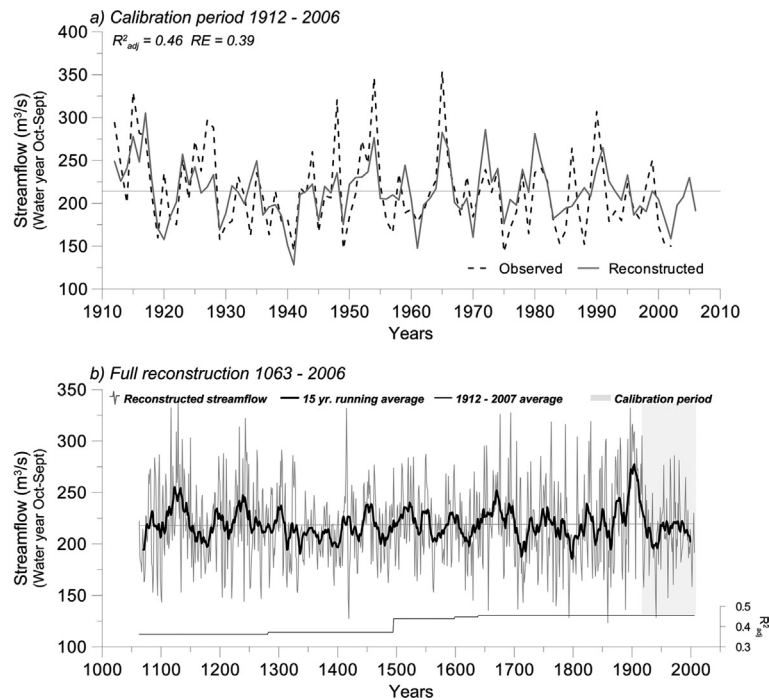 a) Calibration period 1912 - 2006
R²adj = 0.46 RE = 0.39
400
350
300
250
200
150
100
Streamflow (m³/s)
(Water year Oct-Sept)
Observed
Reconstructed
1910 1920 1930 1940 1950 1960 1970 1980 1990 2000 2010
Years
b) Full reconstruction 1063 - 2006
350
300
250
200
150
100
Streamflow (m³/s)
(Water year Oct-Sept)
Reconstructed streamflow 15 yr. running average 1912 - 2007 average Calibration period
0.5
0.4
0.3
R²adj
1000 1100 1200 1300 1400 1500 1600 1700 1800 1900 2000
Years